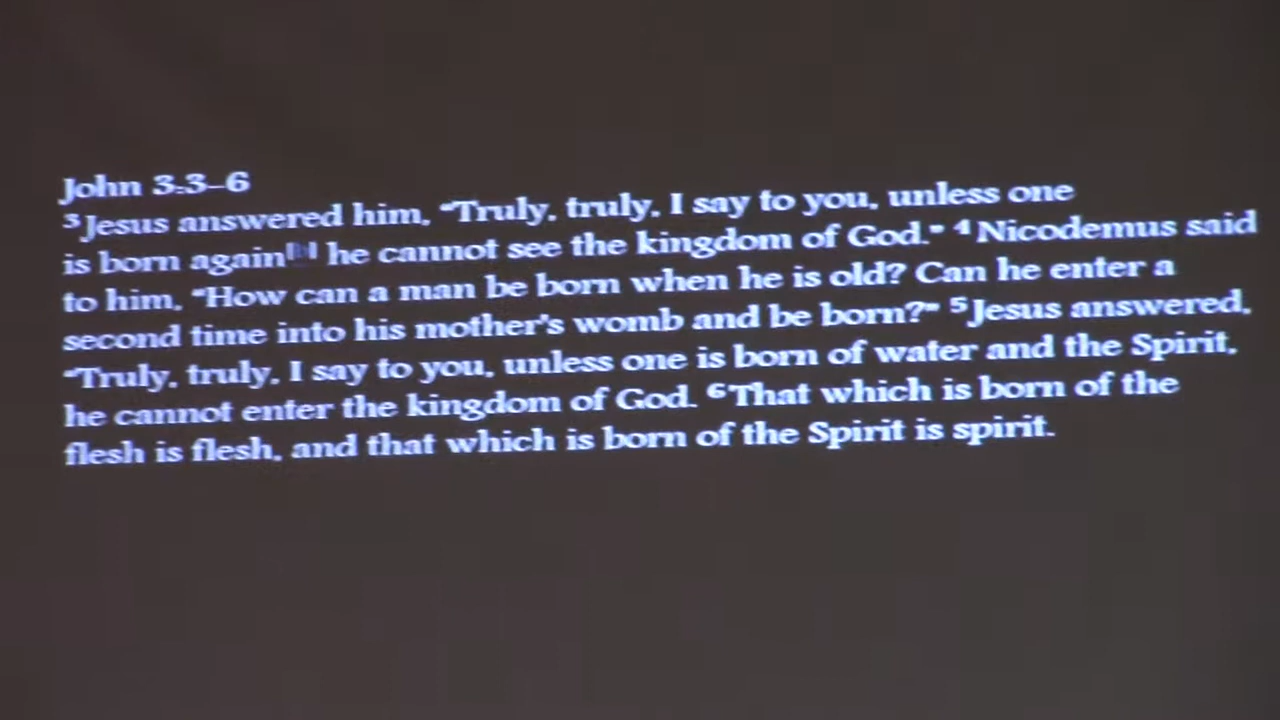 John 3:3–6
³Jesus answered him, “Truly, truly, I say to you, unless one
is born again he cannot see the kingdom of God.” ⁴Nicodemus said
to him, “How can a man be born when he is old? Can he enter a
second time into his mother's womb and be born?” ⁵Jesus answered,
“Truly, truly, I say to you, unless one is born of water and the Spirit,
he cannot enter the kingdom of God. ⁶That which is born of the
flesh is flesh, and that which is born of the Spirit is spirit.